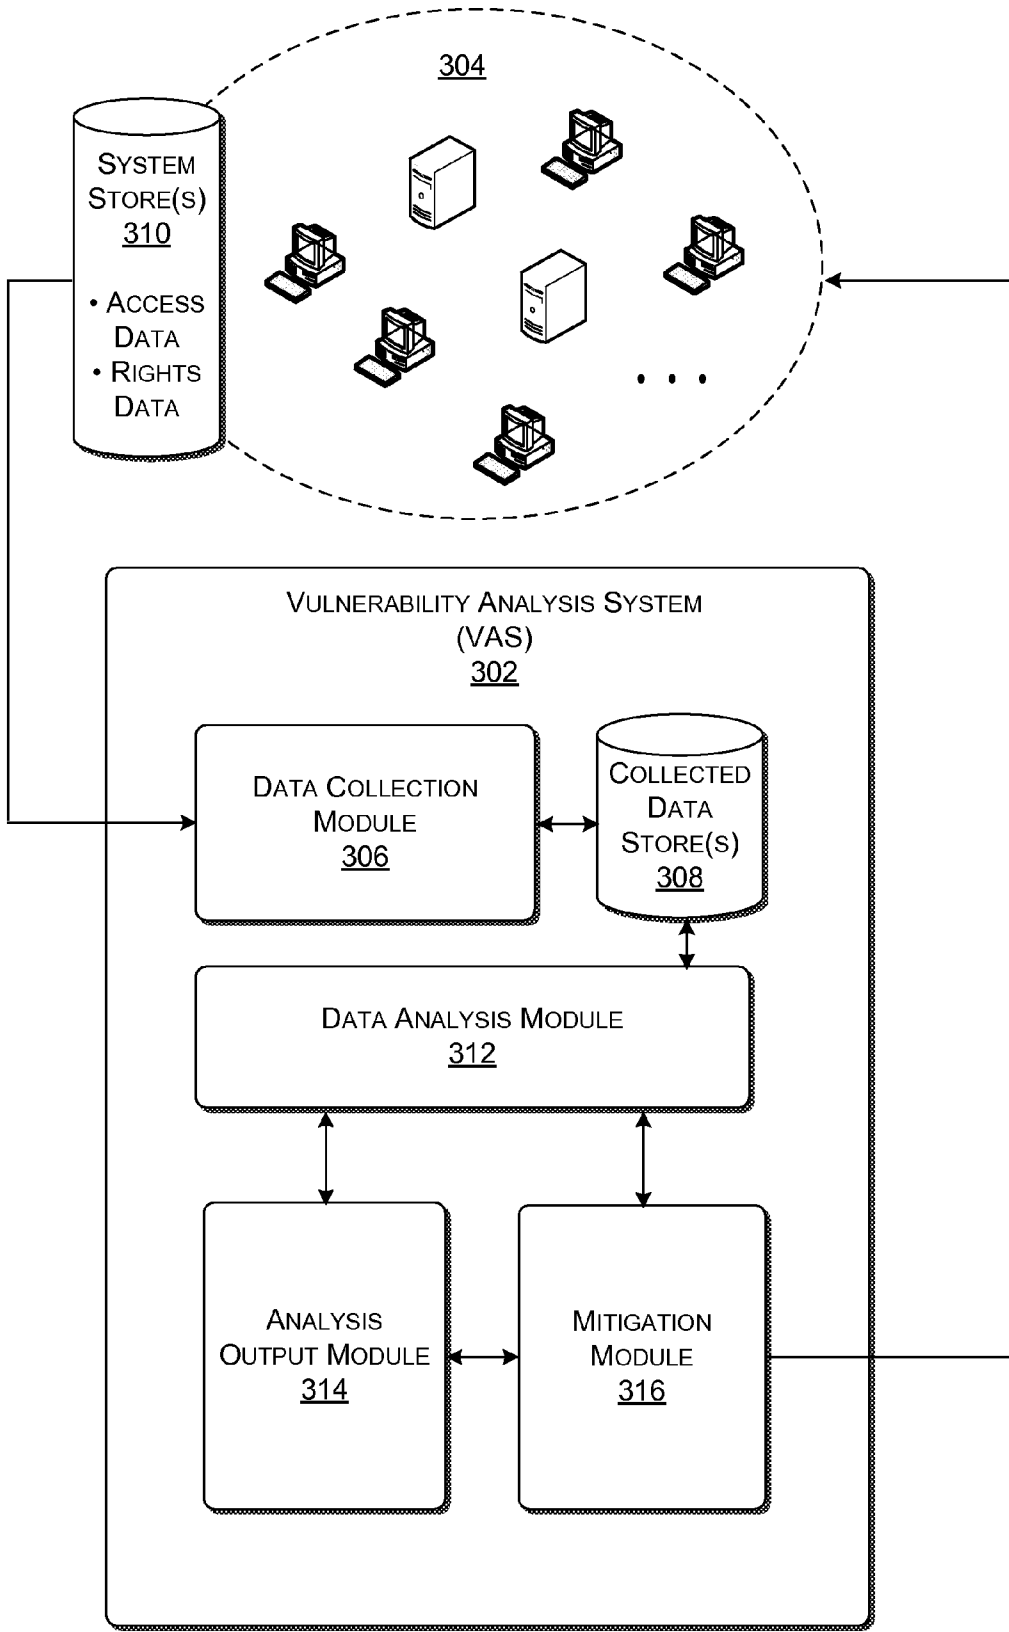 304
SYSTEM
STORE(S)
310
• ACCESS
DATA
• RIGHTS
DATA
. . .
VULNERABILITY ANALYSIS SYSTEM
(VAS)
302
DATA COLLECTION
MODULE
306
COLLECTED
DATA
STORE(S)
308
DATA ANALYSIS MODULE
312
ANALYSIS
OUTPUT MODULE
314
MITIGATION
MODULE
316